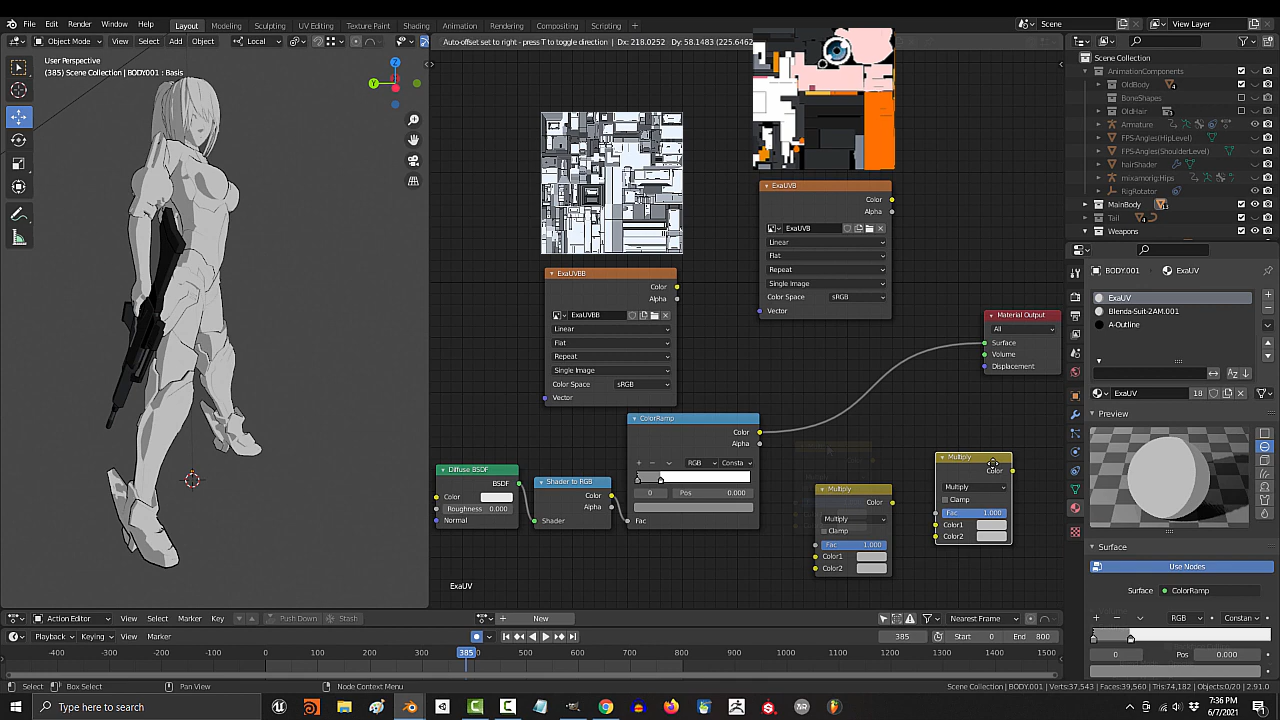 File Edit Render Window Help Layout Modeling Sculpting UV Editing Texture Paint Shading Animation Rendering Compositing Scripting + Scene View Layer
Object Mode View Select Add Object Local Auto-offset set to right - press T to toggle direction | Dx: 218.0252 Dy: 58.1483 (225.6462
User Perspective
(385) Scene Collection |
001 : Basis
Z
Y
ExaUVBB
Color
Alpha
ExaUVBB
Linear
Flat
Repeat
Single Image
Color Space sRGB
Vector
ExaUVB
Color
Alpha
ExaUVB
Linear
Flat
Repeat
Single Image
Color Space sRGB
Vector
Material Output
All
Surface
Volume
Displacement
Diffuse BSDF
BSDF
Color
Roughness 0.000
Normal
Shader to RGB
Color
Alpha
Shader
ColorRamp
Color
Alpha
RGB Consta
0 Pos 0.000
Fac
Multiply
Color
Multiply
Clamp
Fac 1.000
Color1
Color2
Multiply
Color
Multiply
Clamp
Fac 1.000
Color1
Color2
ExaUV
Scene Collection
AnimationComponents
OldBody
BoneShapes
OldHair
Armature
FPS-Angles(HipLevel)
FPS-Angles(ShoulderLevel)
hairShader
mixamorig:Hips
RigRotator
MainBody
Tail
Weapons
BODY.001 ExaUV
ExaUV
Blenda-Suit-2AM.001
A-Outline
ExaUV 18
Preview
Surface
Use Nodes
Surface ColorRamp
RGB Constan
0 Pos 0.000
Action Editor View Select Marker Key Push Down Stash New Nearest Frame
Playback Keying View Marker 385 Start 0 End 800
-400 -300 -200 -100 0 100 200 300 385 500 600 700 800 900 1000 1100 1200 1300 1400 1500
Select Box Select Pan View Node Context Menu Scene Collection | BODY.001 | Verts:37,543 | Faces:39,560 | Tris:74,182 | Objects:0/20 | 2.91.0
Type here to search
7:36 PM
6/7/2021